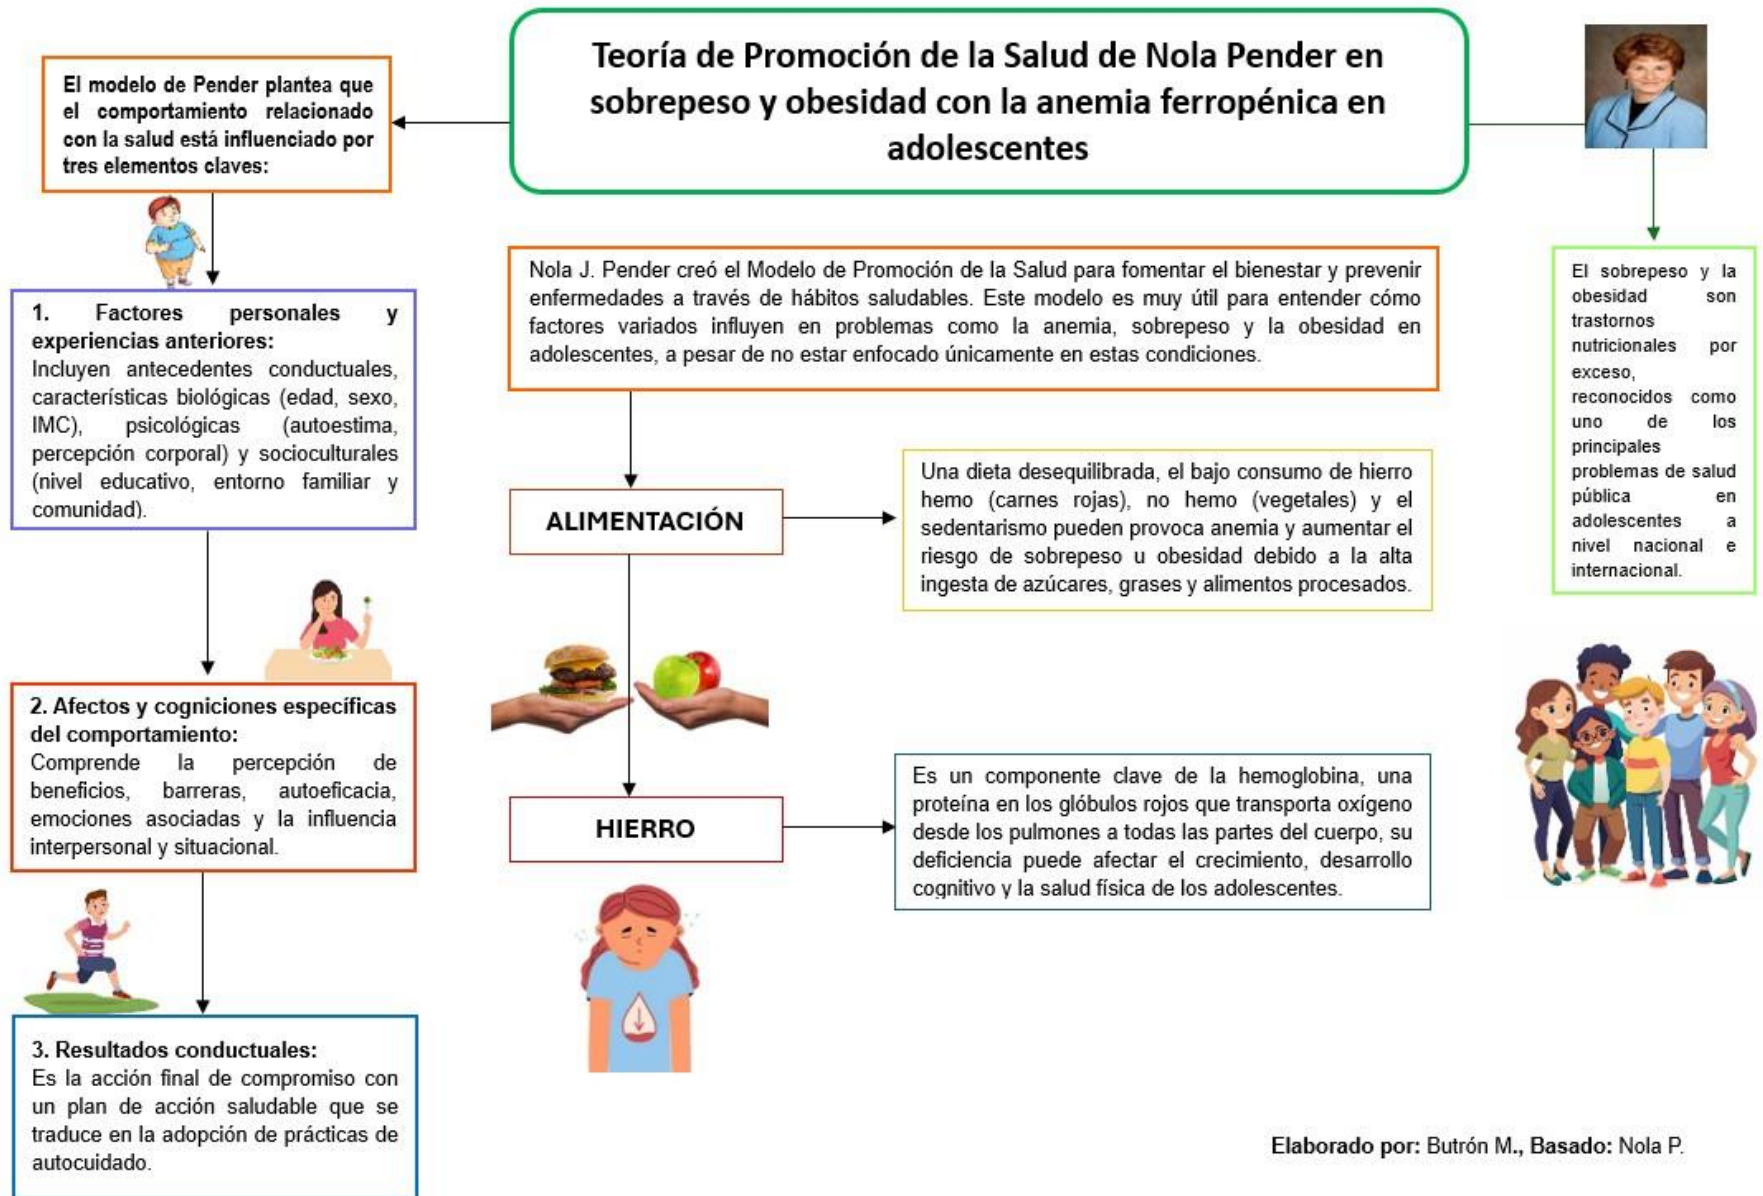 Teoría de Promoción de la Salud de Nola Pender en
sobrepeso y obesidad con la anemia ferropénica en
adolescentes
El modelo de Pender plantea que
el comportamiento relacionado
con la salud está influenciado por
tres elementos claves:
1. Factores personales y
experiencias anteriores:
Incluyen antecedentes conductuales,
características biológicas (edad, sexo,
IMC), psicológicas (autoestima,
percepción corporal) y socioculturales
(nivel educativo, entorno familiar y
comunidad).
2. Afectos y cogniciones específicas
del comportamiento:
Comprende la percepción de
beneficios, barreras, autoeficacia,
emociones asociadas y la influencia
interpersonal y situacional.
3. Resultados conductuales:
Es la acción final de compromiso con
un plan de acción saludable que se
traduce en la adopción de prácticas de
autocuidado.
Nola J. Pender creó el Modelo de Promoción de la Salud para fomentar el bienestar y prevenir
enfermedades a través de hábitos saludables. Este modelo es muy útil para entender cómo
factores variados influyen en problemas como la anemia, sobrepeso y la obesidad en
adolescentes, a pesar de no estar enfocado únicamente en estas condiciones.
ALIMENTACIÓN
Una dieta desequilibrada, el bajo consumo de hierro
hemo (carnes rojas), no hemo (vegetales) y el
sedentarismo pueden provoca anemia y aumentar el
riesgo de sobrepeso u obesidad debido a la alta
ingesta de azúcares, grases y alimentos procesados.
HIERRO
Es un componente clave de la hemoglobina, una
proteína en los glóbulos rojos que transporta oxígeno
desde los pulmones a todas las partes del cuerpo, su
deficiencia puede afectar el crecimiento, desarrollo
cognitivo y la salud física de los adolescentes.
El sobrepeso y la
obesidad son
trastornos
nutricionales por
exceso,
reconocidos como
uno de los
principales
problemas de salud
pública en
adolescentes a
nivel nacional e
internacional.
Elaborado por: Butrón M., Basado: Nola P.